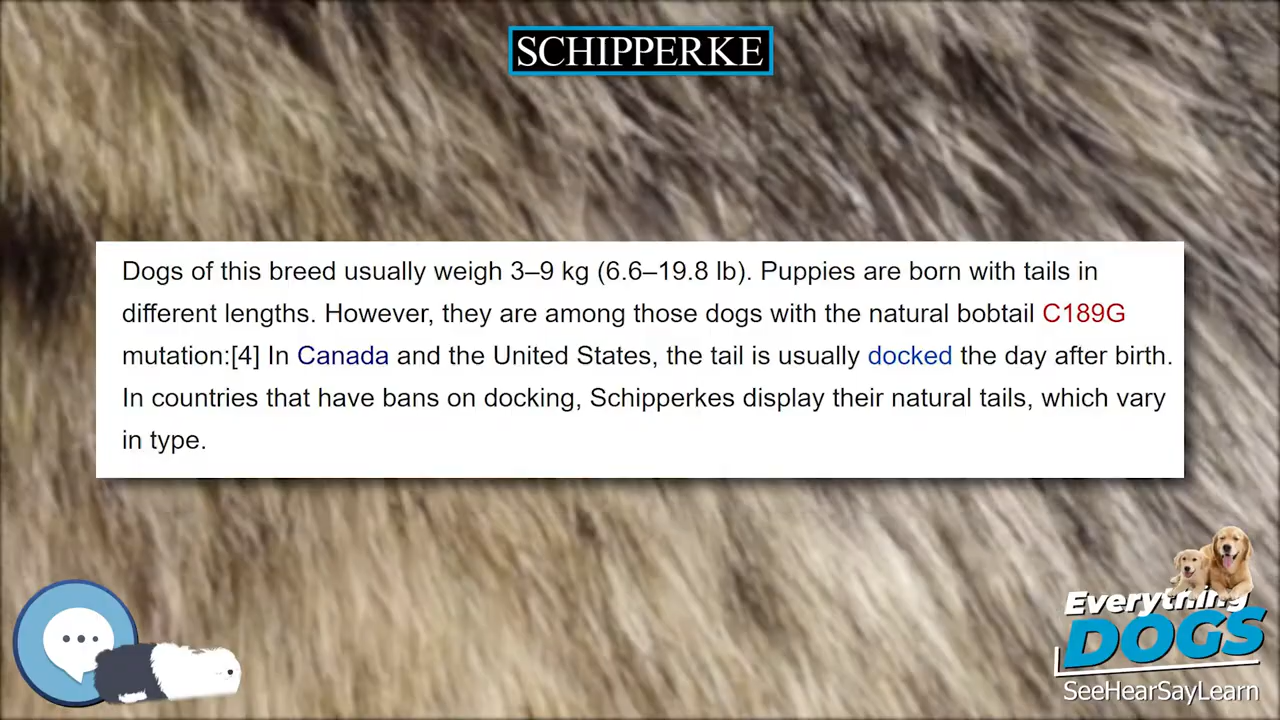 SCHIPPERKE
Dogs of this breed usually weigh 3–9 kg (6.6–19.8 lb). Puppies are born with tails in
different lengths. However, they are among those dogs with the natural bobtail C189G
mutation:[4] In Canada and the United States, the tail is usually docked the day after birth.
In countries that have bans on docking, Schipperkes display their natural tails, which vary
in type.
Everything
DOGS
SeeHearSayLearn